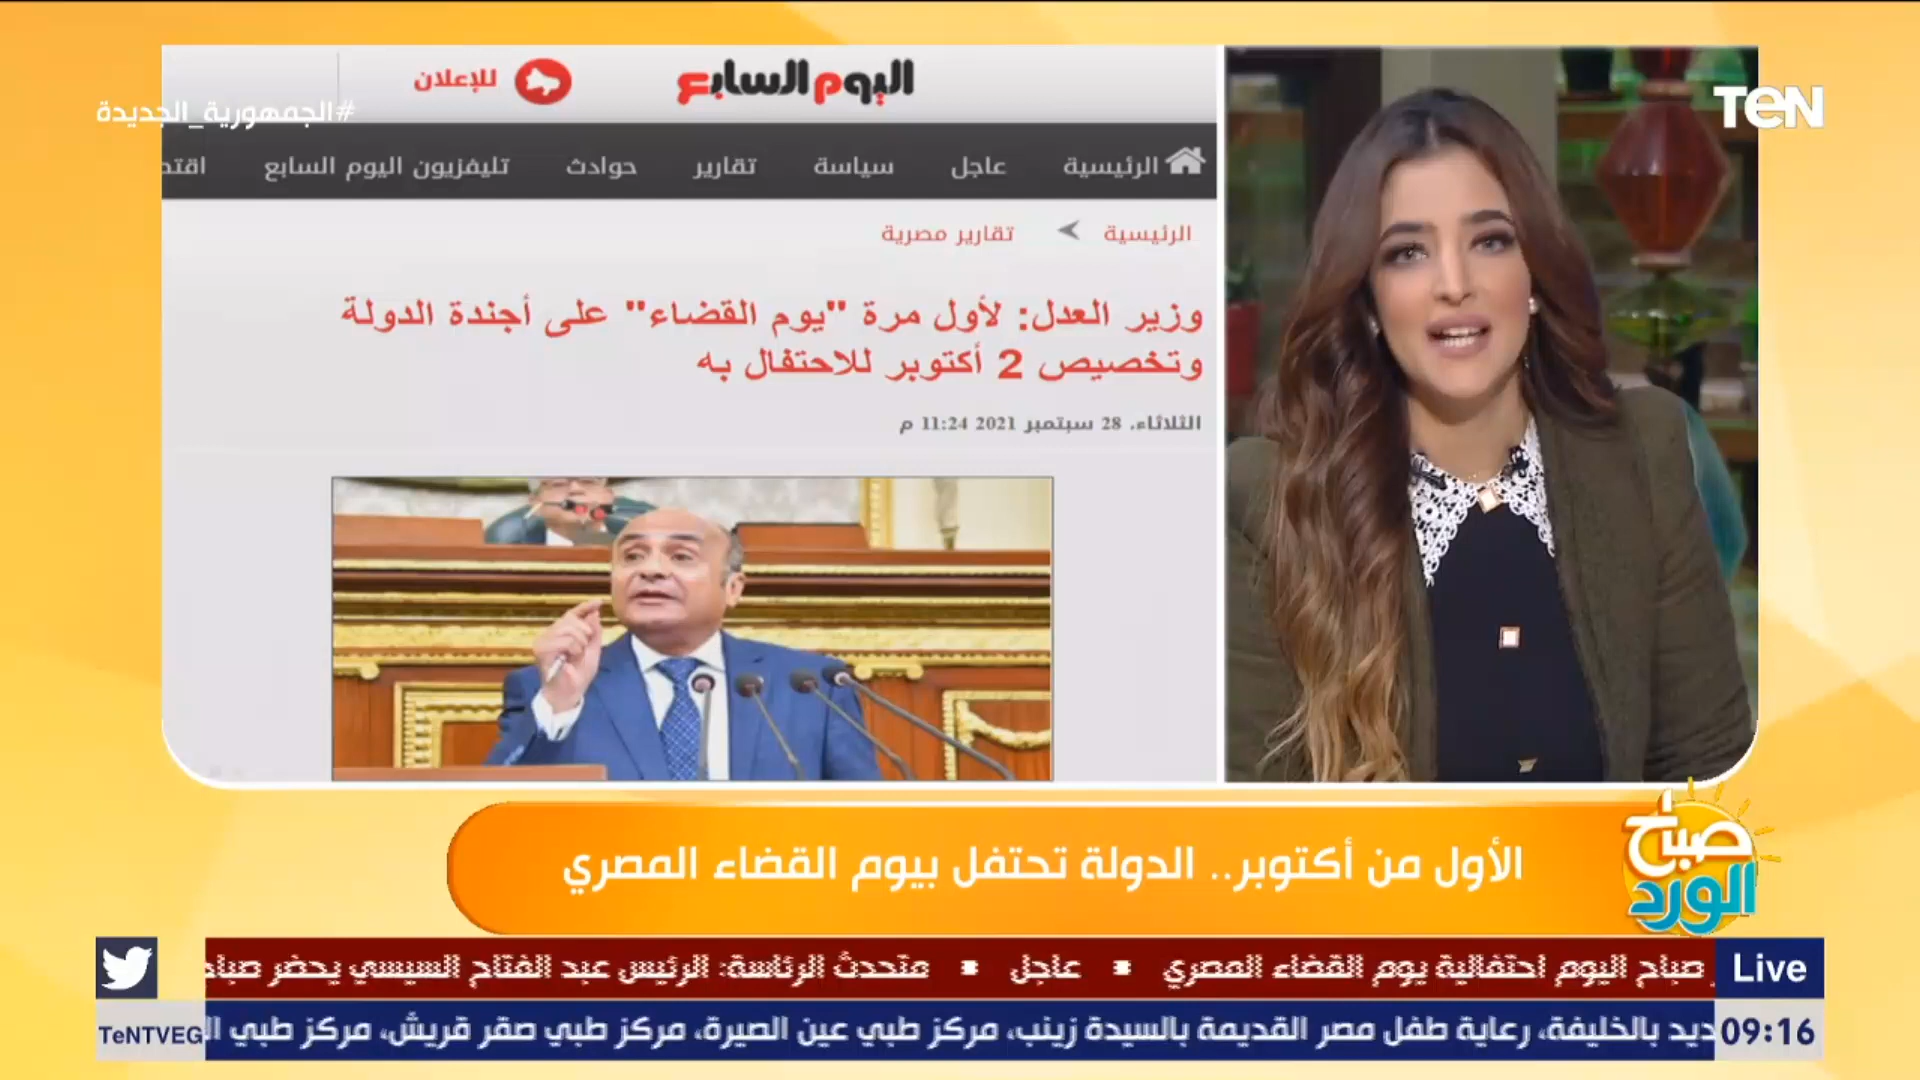 اليوم السابع
للإعلان
TeN
#الجمهورية_الجديدة
الرئيسية عاجل سياسة تقارير حوادث تليفزيون اليوم السابع
الرئيسية تقارير مصرية
وزير العدل: لأول مرة "يوم القضاء" على أجندة الدولة
وتخصيص 2 أكتوبر للاحتفال به
الثلاثاء، 28 سبتمبر 2021 11:24 م
الأول من أكتوبر.. الدولة تحتفل بيوم القضاء المصري
صباح الورد
صباح اليوم احتفالية يوم القضاء المصري ▪ عاجل ▪ متحدث الرئاسة: الرئيس عبد الفتاح السيسي يحضر
Live
بالخليفة، رعاية طفل مصر القديمة بالسيدة زينب، مركز طبي عين الصيرة، مركز طبي صقر قريش، مركز طبي
09:16
TeNTVEG